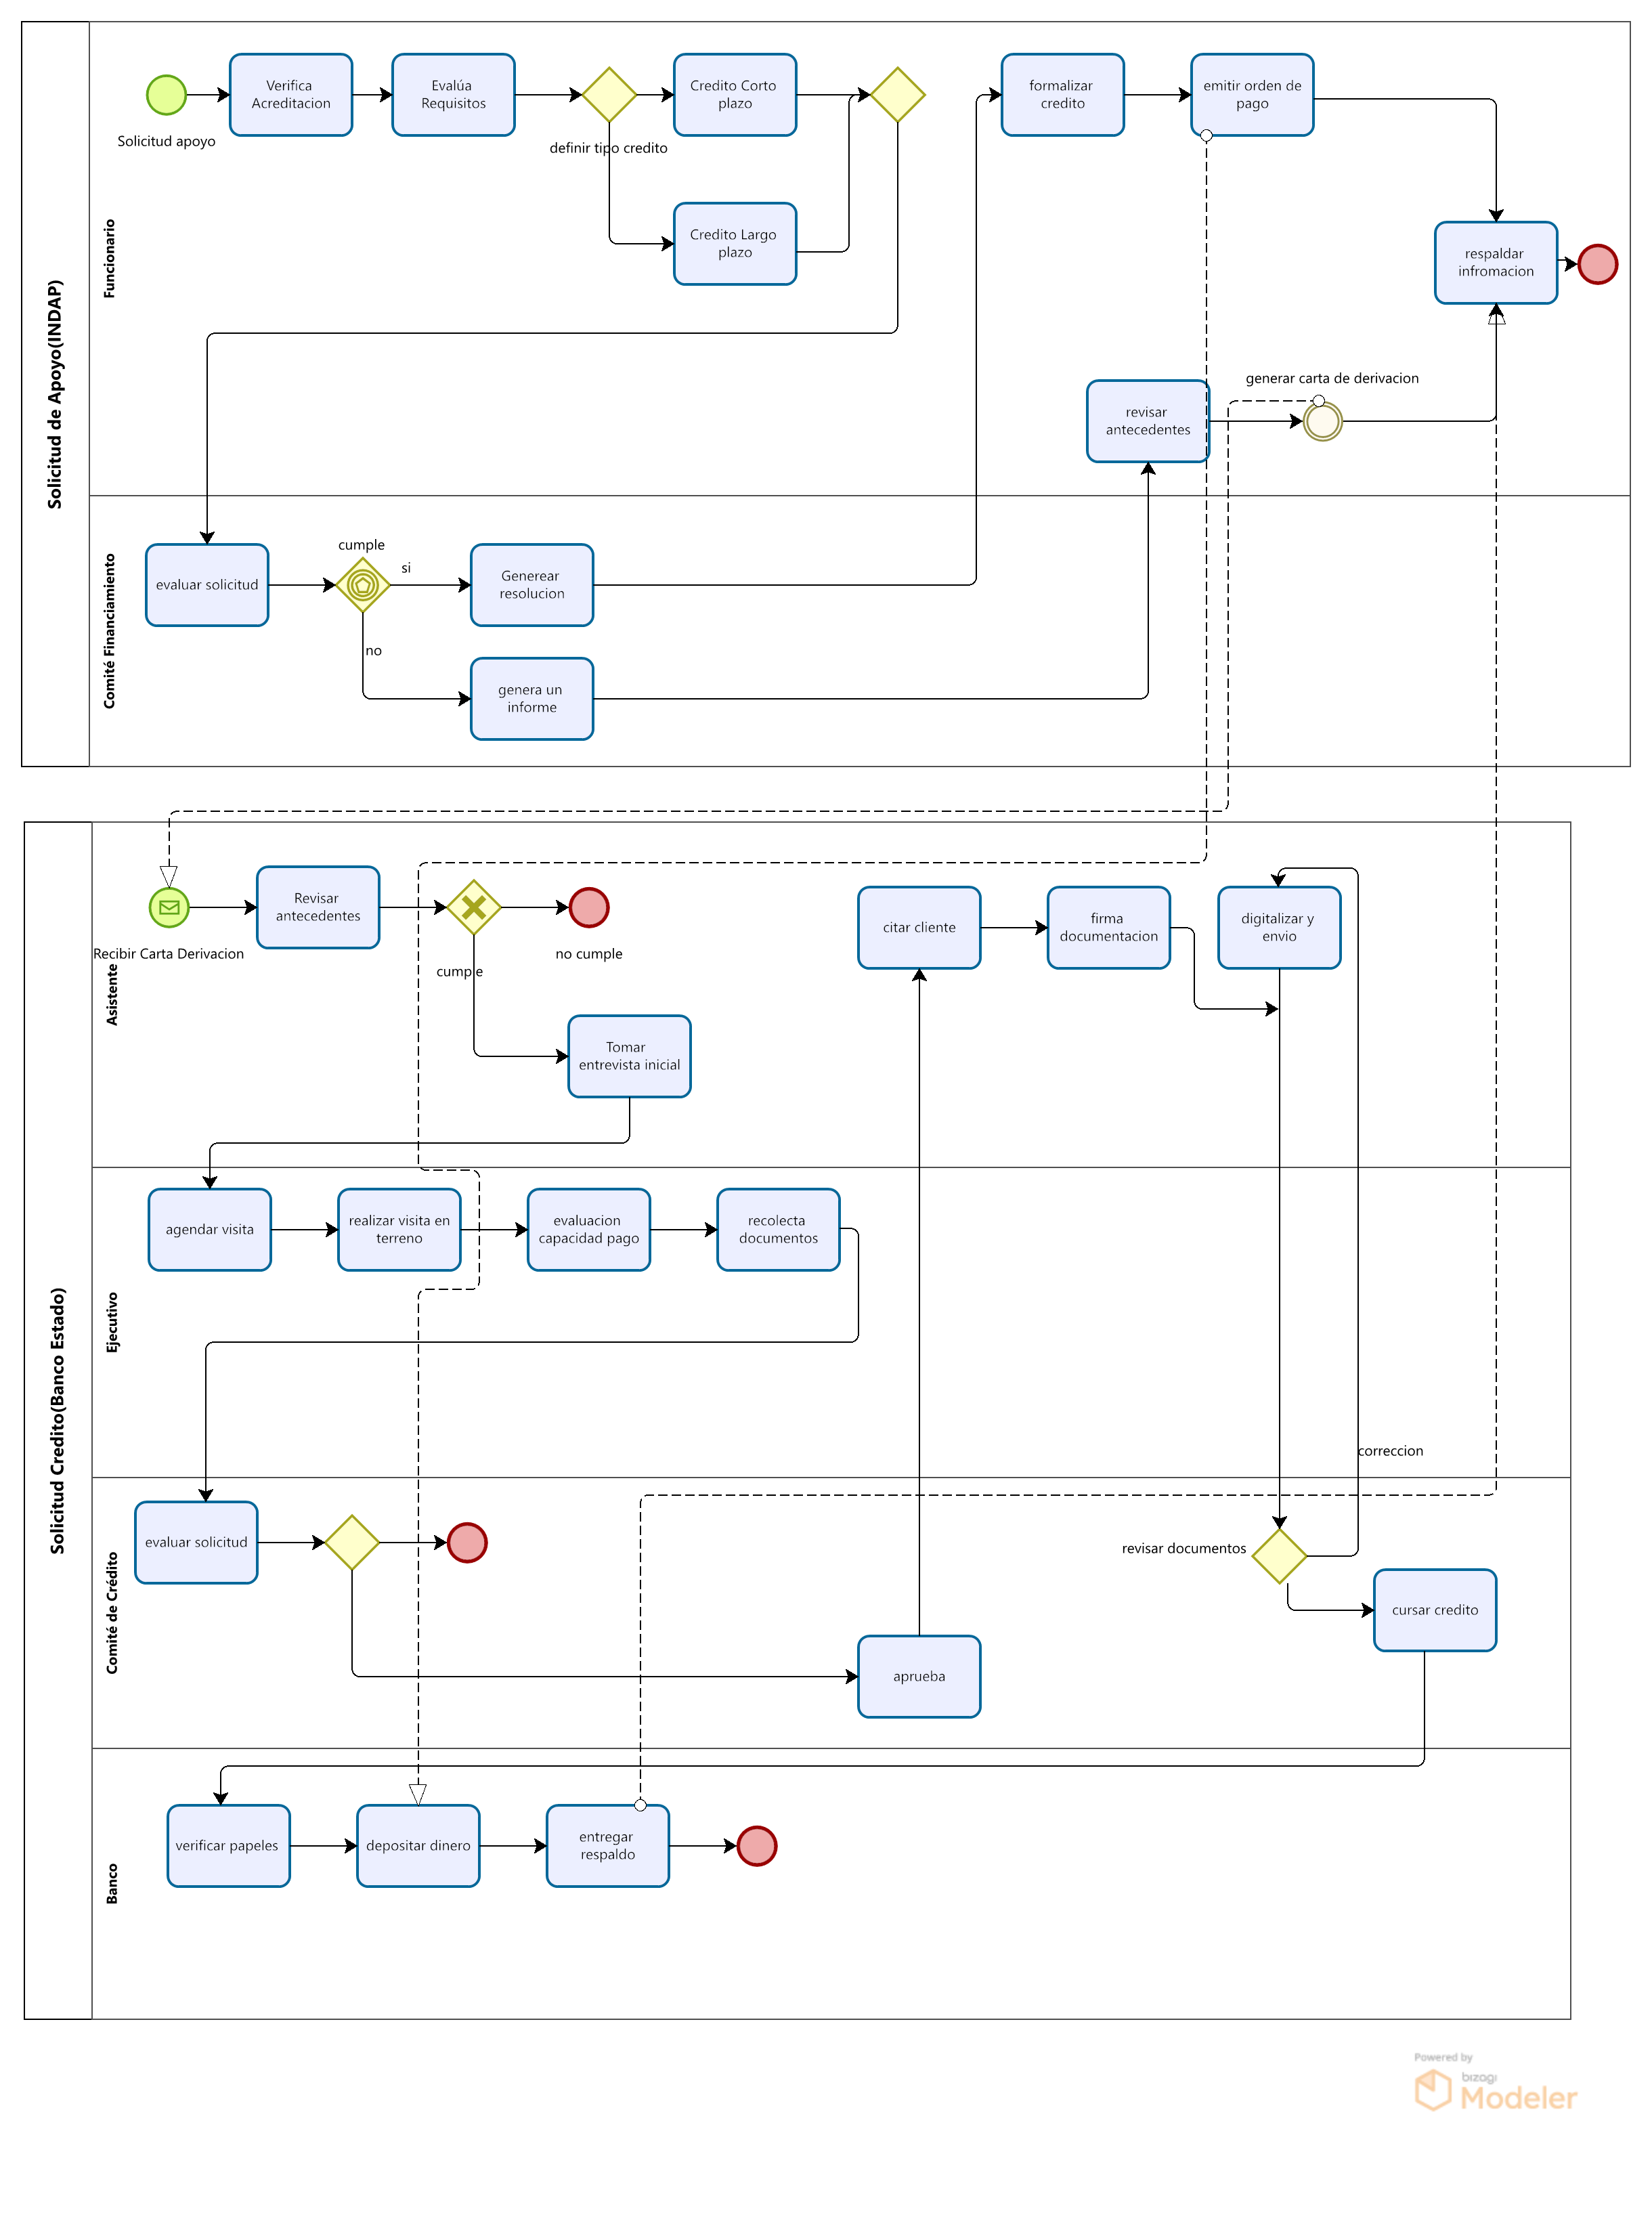 Solicitud de Apoyo(INDAP)
Funcionario
Solicitud apoyo
Verifica
Acreditacion
Evalúa
Requisitos
definir tipo credito
Credito Corto
plazo
Credito Largo
plazo
formalizar
credito
emitir orden de
pago
respaldar
infromacion
revisar
antecedentes
generar carta de derivacion
Comité Financiamiento
evaluar solicitud
cumple
si
no
Generear
resolucion
genera un
informe
Solicitud Credito(Banco Estado)
Asistente
Recibir Carta Derivacion
Revisar
antecedentes
cumple
no cumple
Tomar
entrevista inicial
citar cliente
firma
documentacion
digitalizar y
envio
Ejecutivo
agendar visita
realizar visita en
terreno
evaluacion
capacidad pago
recolecta
documentos
correccion
Comité de Crédito
evaluar solicitud
aprueba
revisar documentos
cursar credito
Banco
verificar papeles
depositar dinero
entregar
respaldo
Powered by
bizagi
Modeler